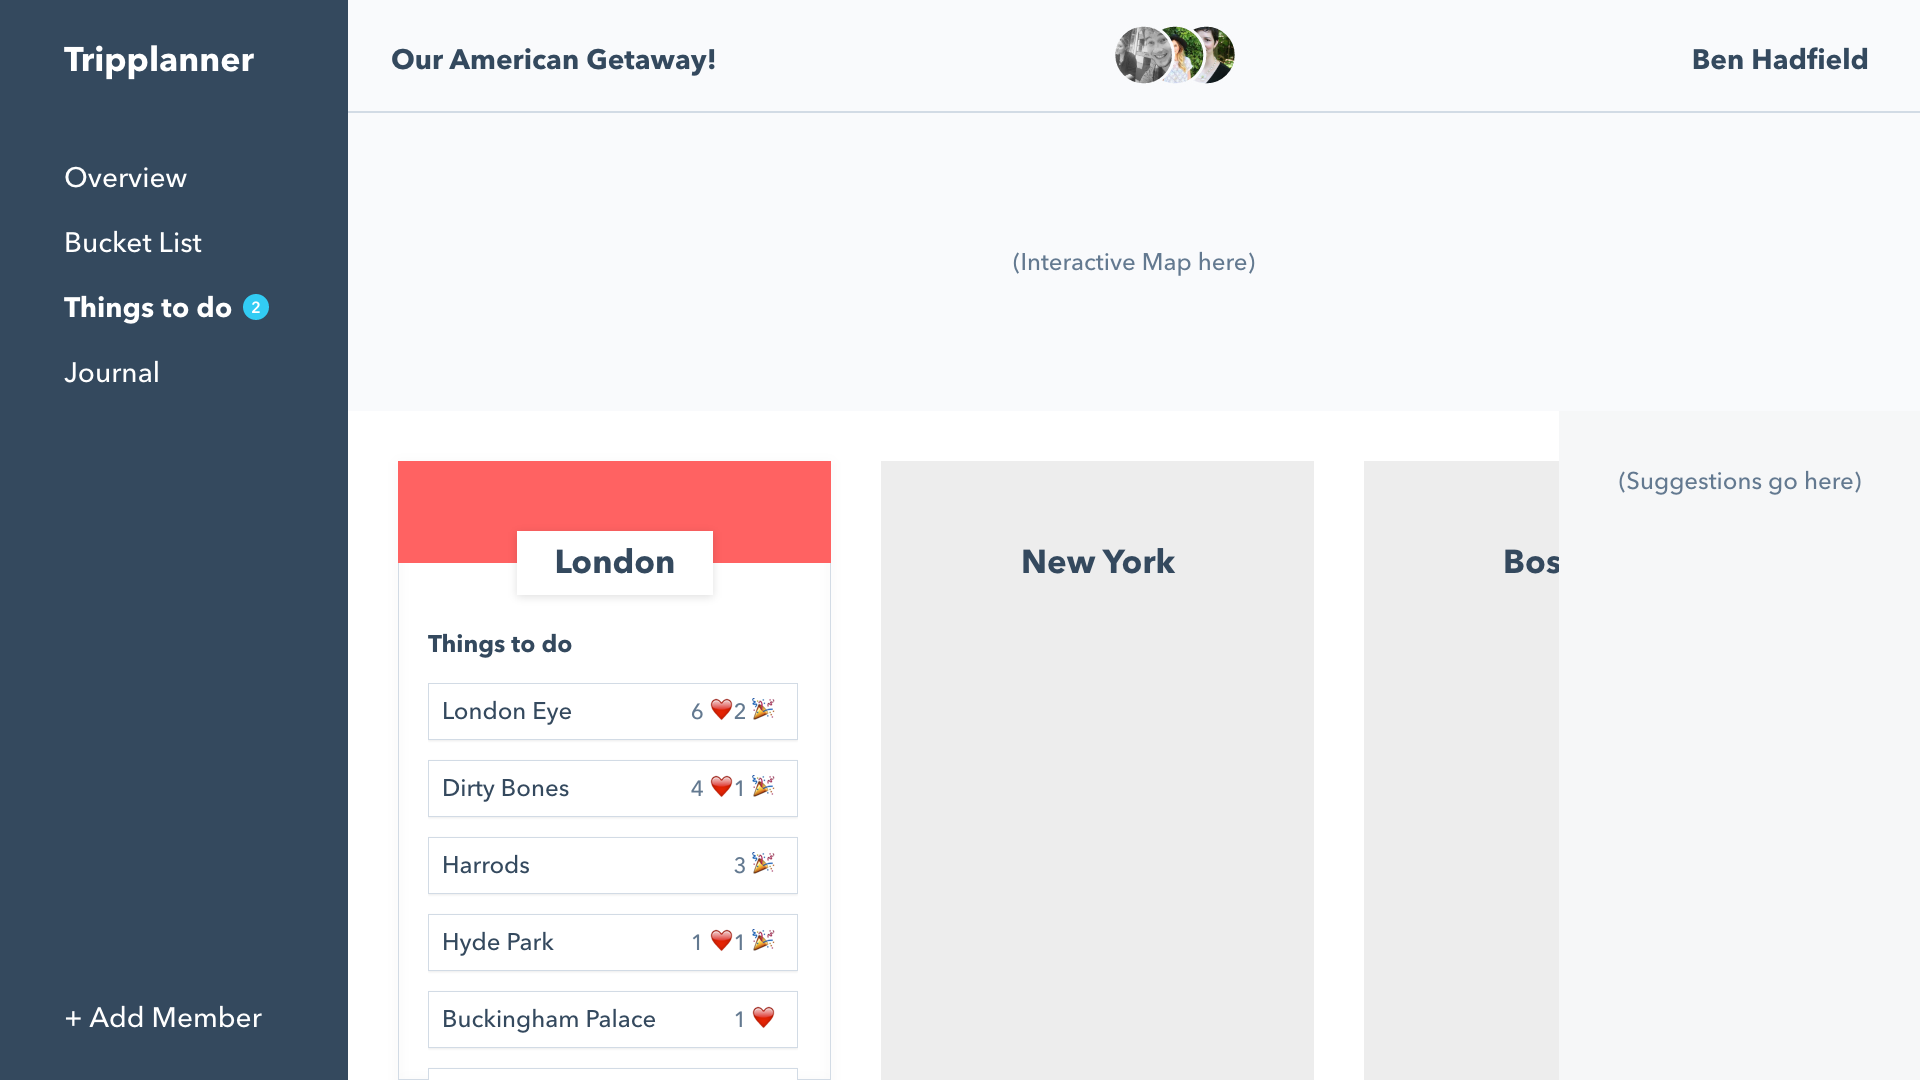 Tripplanner
Overview
Bucket List
Things to do 2
Journal
+ Add Member
Our American Getaway!
Ben Hadfield
(Interactive Map here)
London
Things to do
London Eye 6 ❤️2 🎉
Dirty Bones 4 ❤️1 🎉
Harrods 3 🎉
Hyde Park 1 ❤️1 🎉
Buckingham Palace 1 ❤️
New York
Bos
(Suggestions go here)